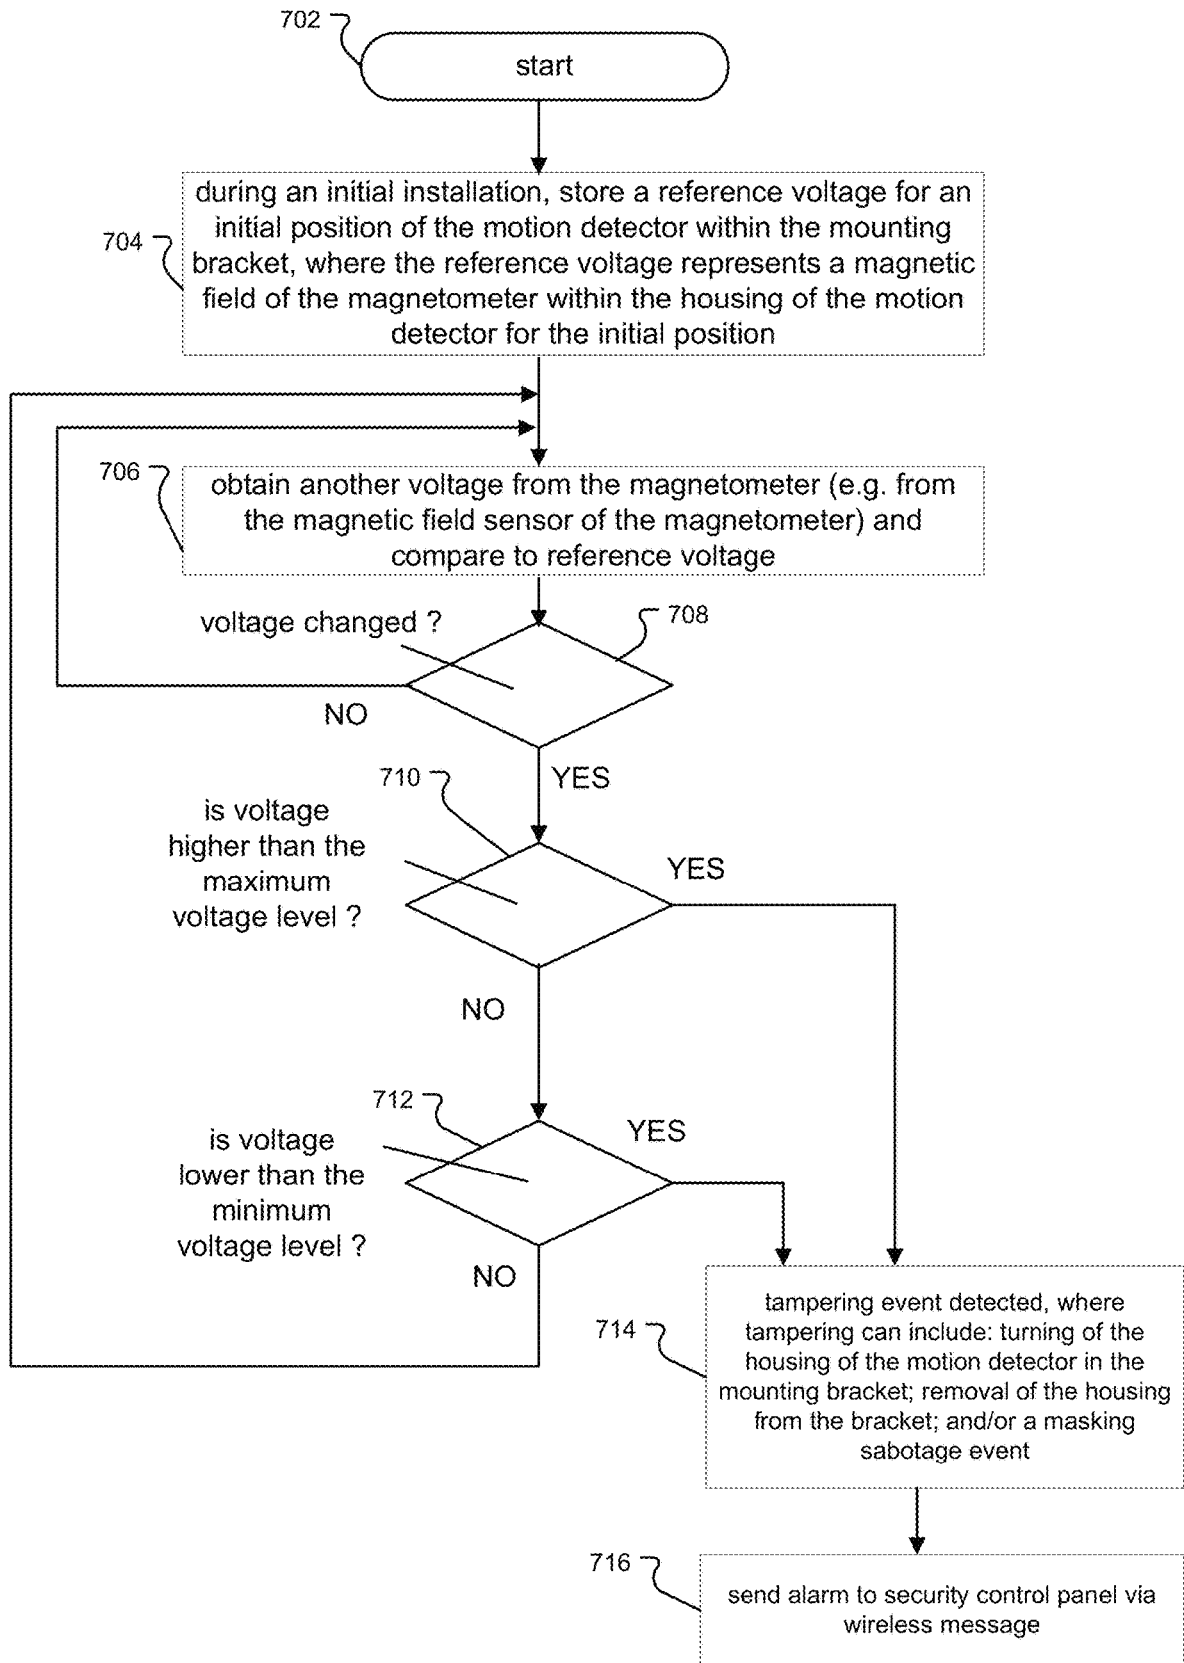 702
start
704
during an initial installation, store a reference voltage for an
initial position of the motion detector within the mounting
bracket, where the reference voltage represents a magnetic
field of the magnetometer within the housing of the motion
detector for the initial position
706
obtain another voltage from the magnetometer (e.g. from
the magnetic field sensor of the magnetometer) and
compare to reference voltage
voltage changed ?
708
NO
YES
710
is voltage
higher than the
maximum
voltage level ?
YES
NO
712
is voltage
lower than the
minimum
voltage level ?
YES
NO
714
tampering event detected, where
tampering can include: turning of the
housing of the motion detector in the
mounting bracket; removal of the housing
from the bracket; and/or a masking
sabotage event
716
send alarm to security control panel via
wireless message